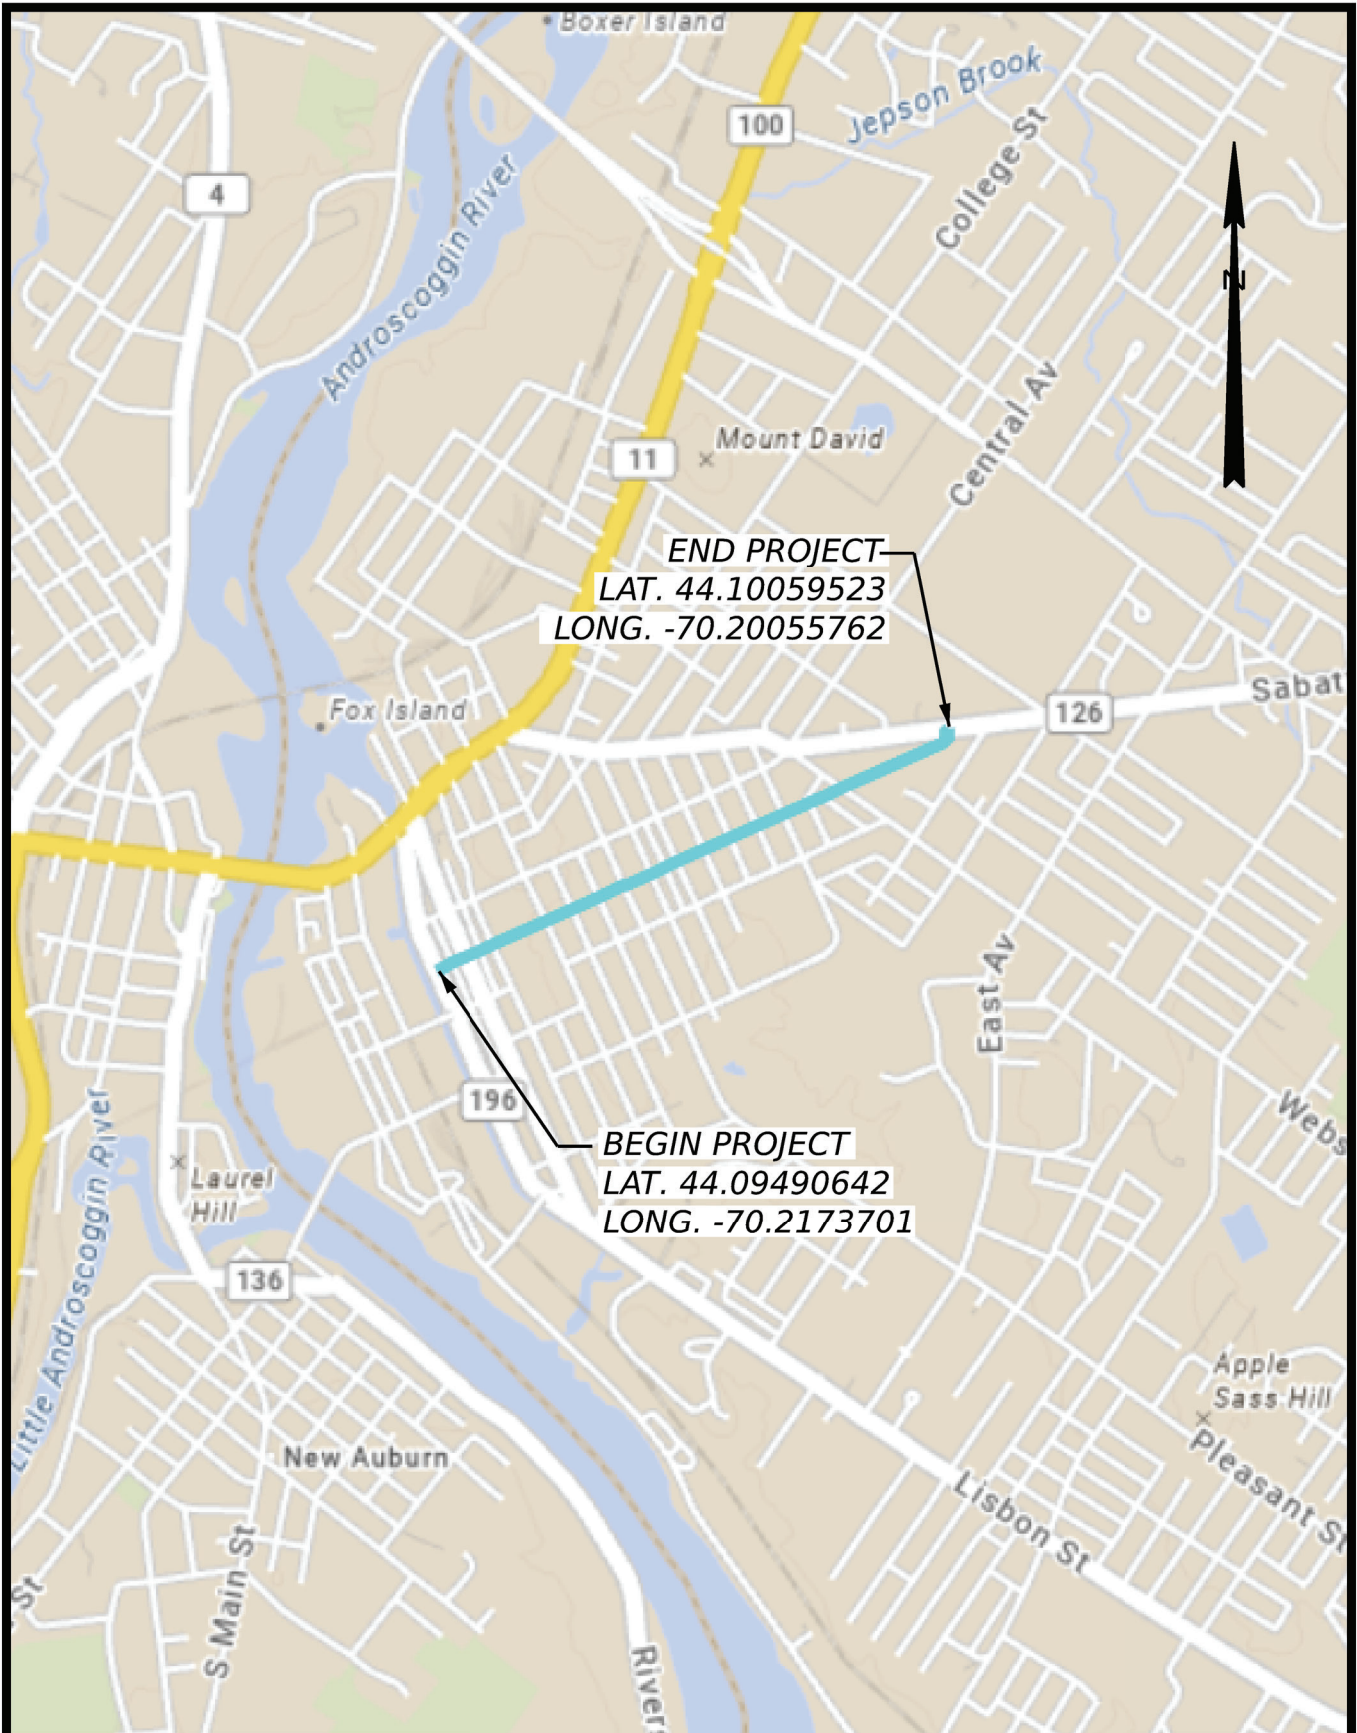 Boxer Island
100
Jepson Brook
College St
4
Androscoggin River
N
11
Mount David
Central Av
END PROJECT
LAT. 44.10059523
LONG. -70.20055762
Fox Island
126
Sabat
East Av
196
BEGIN PROJECT
LAT. 44.09490642
LONG. -70.2173701
Webs
Laurel
Hill
136
Little Androscoggin River
Apple
Sass Hill
New Auburn
Pleasant St
Lisbon St
S Main St
St
River